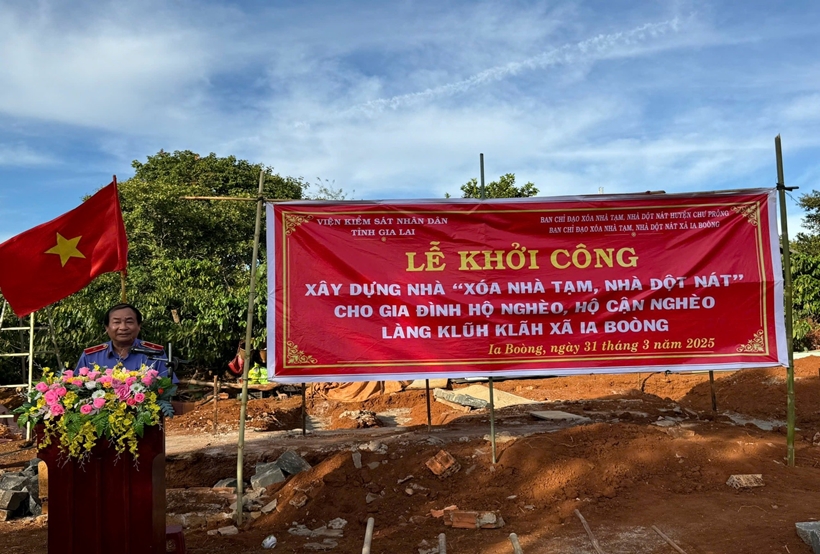 VIỆN KIỂM SÁT NHÂN DÂN
TỈNH GIA LAI
BAN CHỈ ĐẠO XÓA NHÀ TẠM, NHÀ DỘT NÁT HUYỆN CHƯ PRÔNG
BAN CHỈ ĐẠO XÓA NHÀ TẠM, NHÀ DỘT NÁT XÃ IA BOÒNG
LỄ KHỞI CÔNG
XÂY DỰNG NHÀ “XÓA NHÀ TẠM, NHÀ DỘT NÁT”
CHO GIA ĐÌNH HỘ NGHÈO, HỘ CẬN NGHÈO
LÀNG KLŨH KLĂH XÃ IA BOÒNG
Ia Boòng, ngày 31 tháng 3 năm 2025